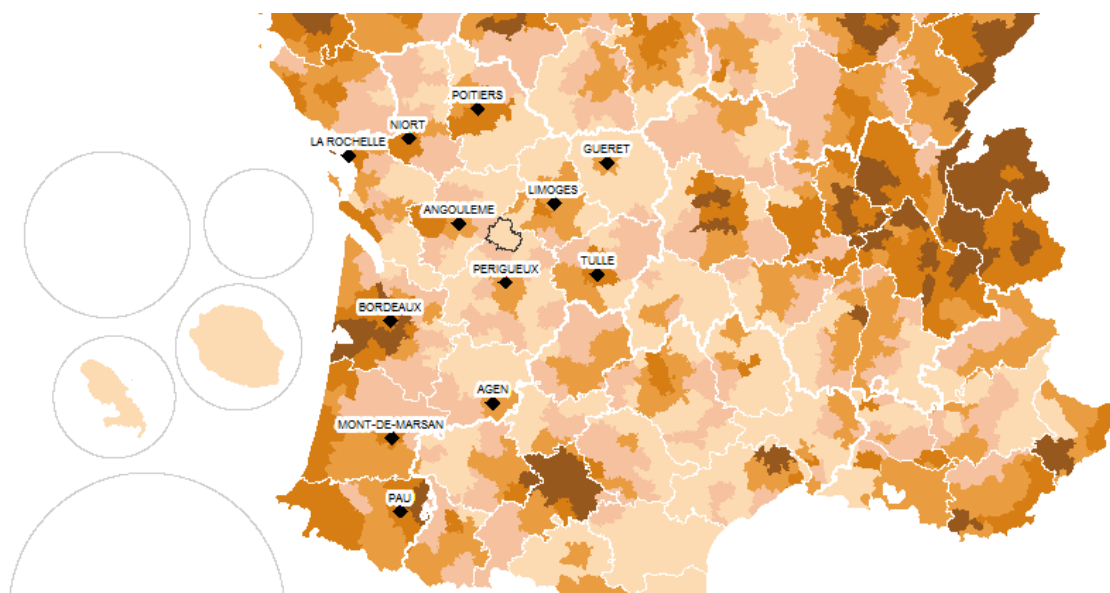 POITIERS
NIORT
LA ROCHELLE
GUERET
LIMOGES
ANGOULEME
TULLE
PERIGUEUX
BORDEAUX
AGEN
MONT-DE-MARSAN
PAU